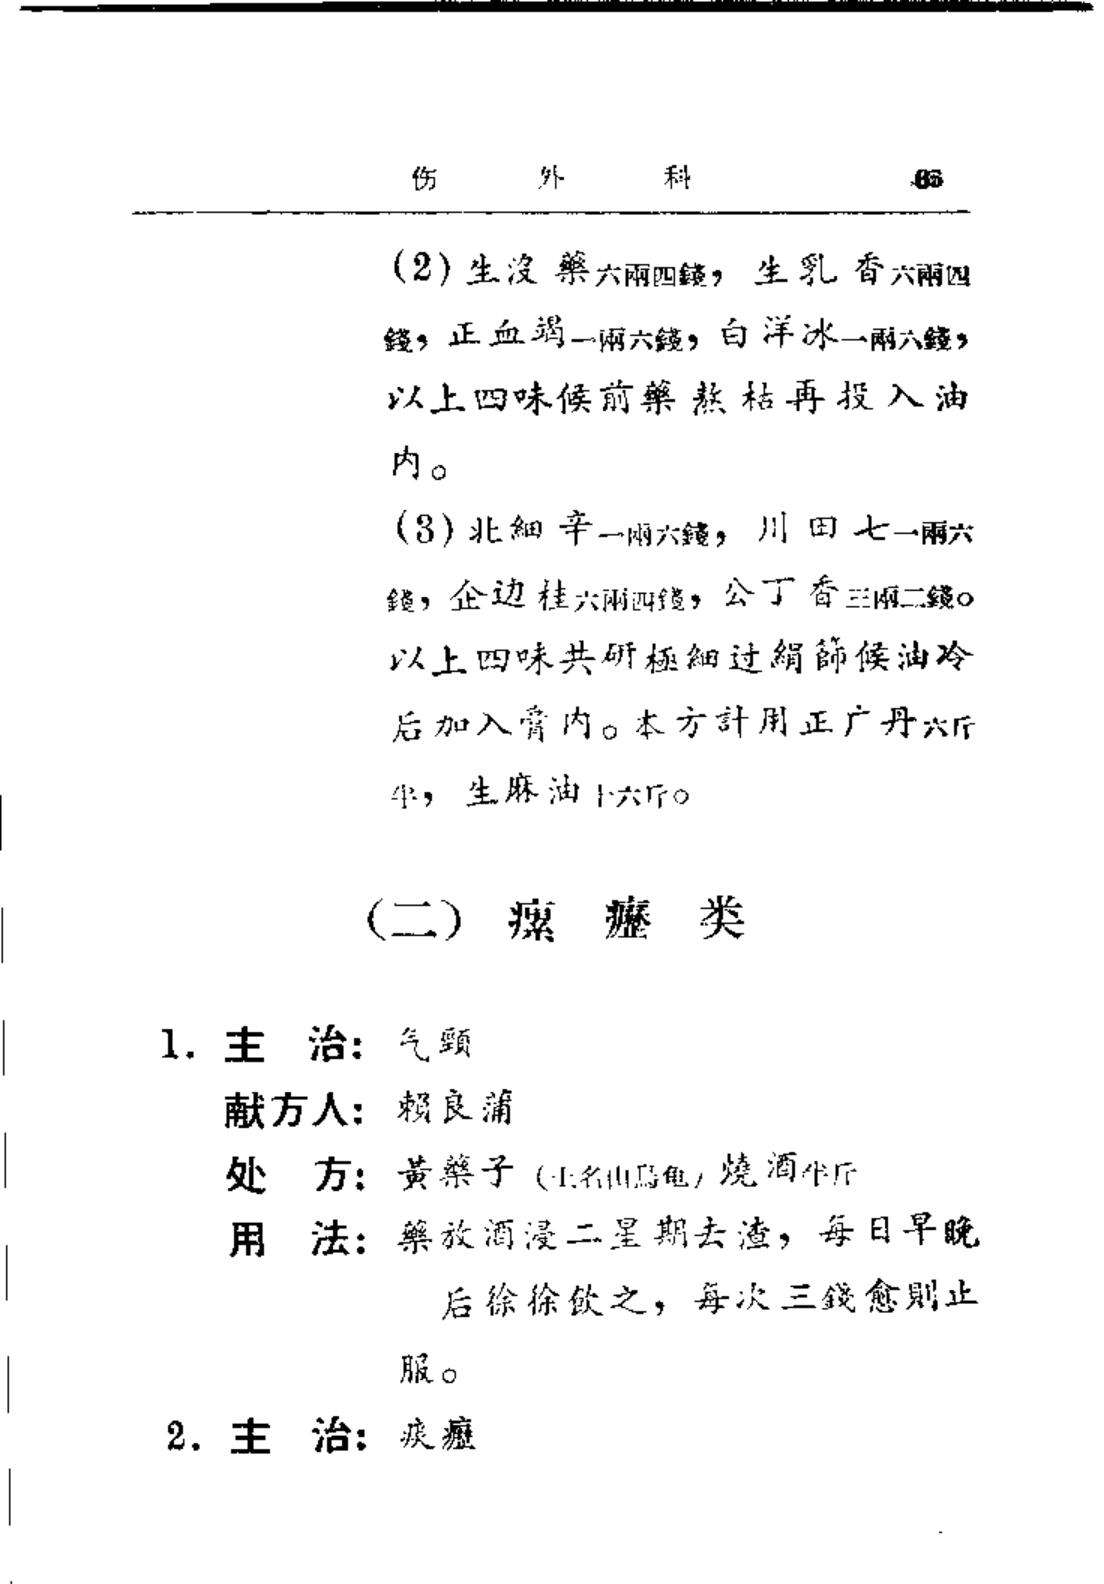 伤　外　科
(2)生沒藥六兩四錢，生乳香六兩四
錢，正血竭一兩六錢，白洋冰一兩六錢，
以上四味候前藥熬枯再投入油
内。
(3)北細辛一兩六錢，川田七一兩六
錢，企边桂六兩四錢，公丁香三兩二錢。
以上四味共研極細过絹篩候油冷
后加入膏内。本方計用正广丹六斤
半，生麻油十六斤。
(二) 瘰癧类
1. 主　治：气頸
献方人：賴良蒲
处　方：黃藥子(土名山烏龟)燒酒半斤
用　法：藥放酒浸二星期去渣，每日早晚
后徐徐飲之，每次三錢愈則止
服。
2. 主　治：痰癧